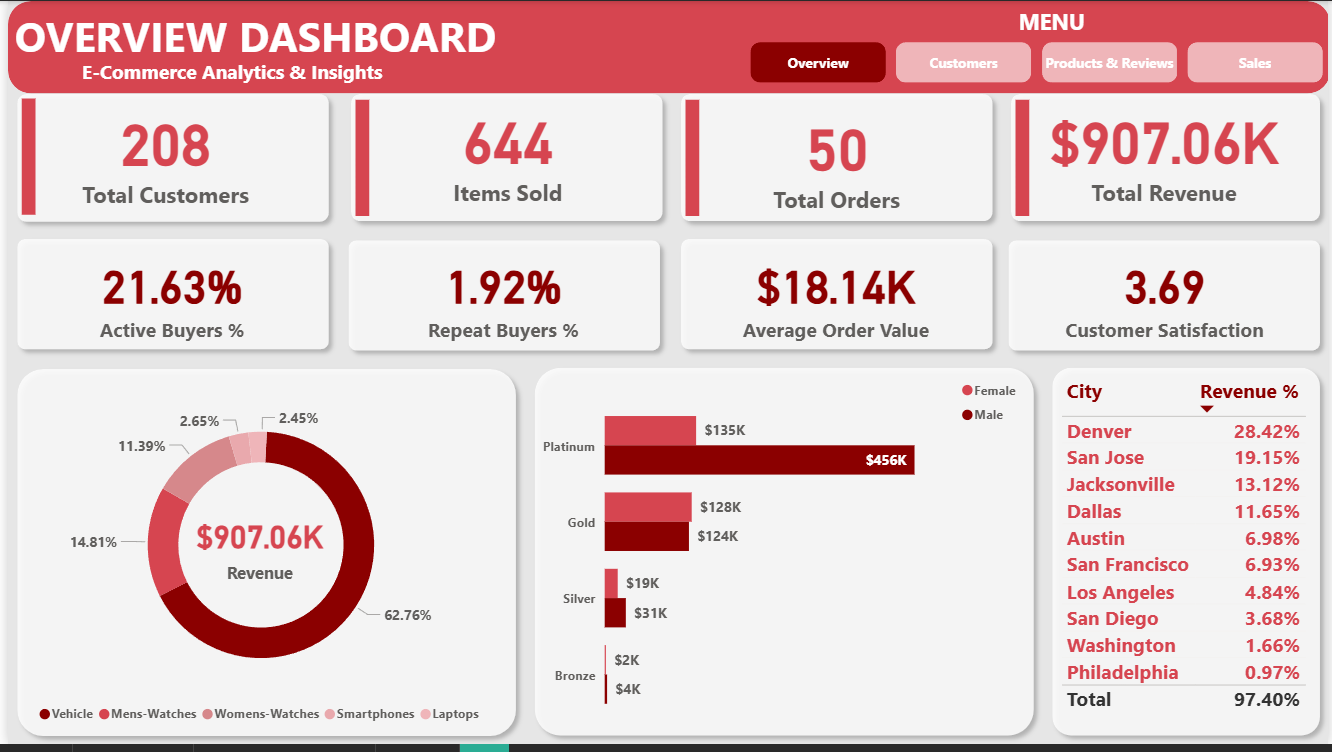 OVERVIEW DASHBOARD
E-Commerce Analytics & Insights
MENU
Overview
Customers
Products & Reviews
Sales
208
Total Customers
644
Items Sold
50
Total Orders
$907.06K
Total Revenue
21.63%
Active Buyers %
1.92%
Repeat Buyers %
$18.14K
Average Order Value
3.69
Customer Satisfaction
2.65%
2.45%
11.39%
14.81%
62.76%
$907.06K
Revenue
Vehicle Mens-Watches Womens-Watches Smartphones Laptops
Female
Male
Platinum
$135K
$456K
Gold
$128K
$124K
Silver
$19K
$31K
Bronze
$2K
$4K
City Revenue %
Denver 28.42%
San Jose 19.15%
Jacksonville 13.12%
Dallas 11.65%
Austin 6.98%
San Francisco 6.93%
Los Angeles 4.84%
San Diego 3.68%
Washington 1.66%
Philadelphia 0.97%
Total 97.40%